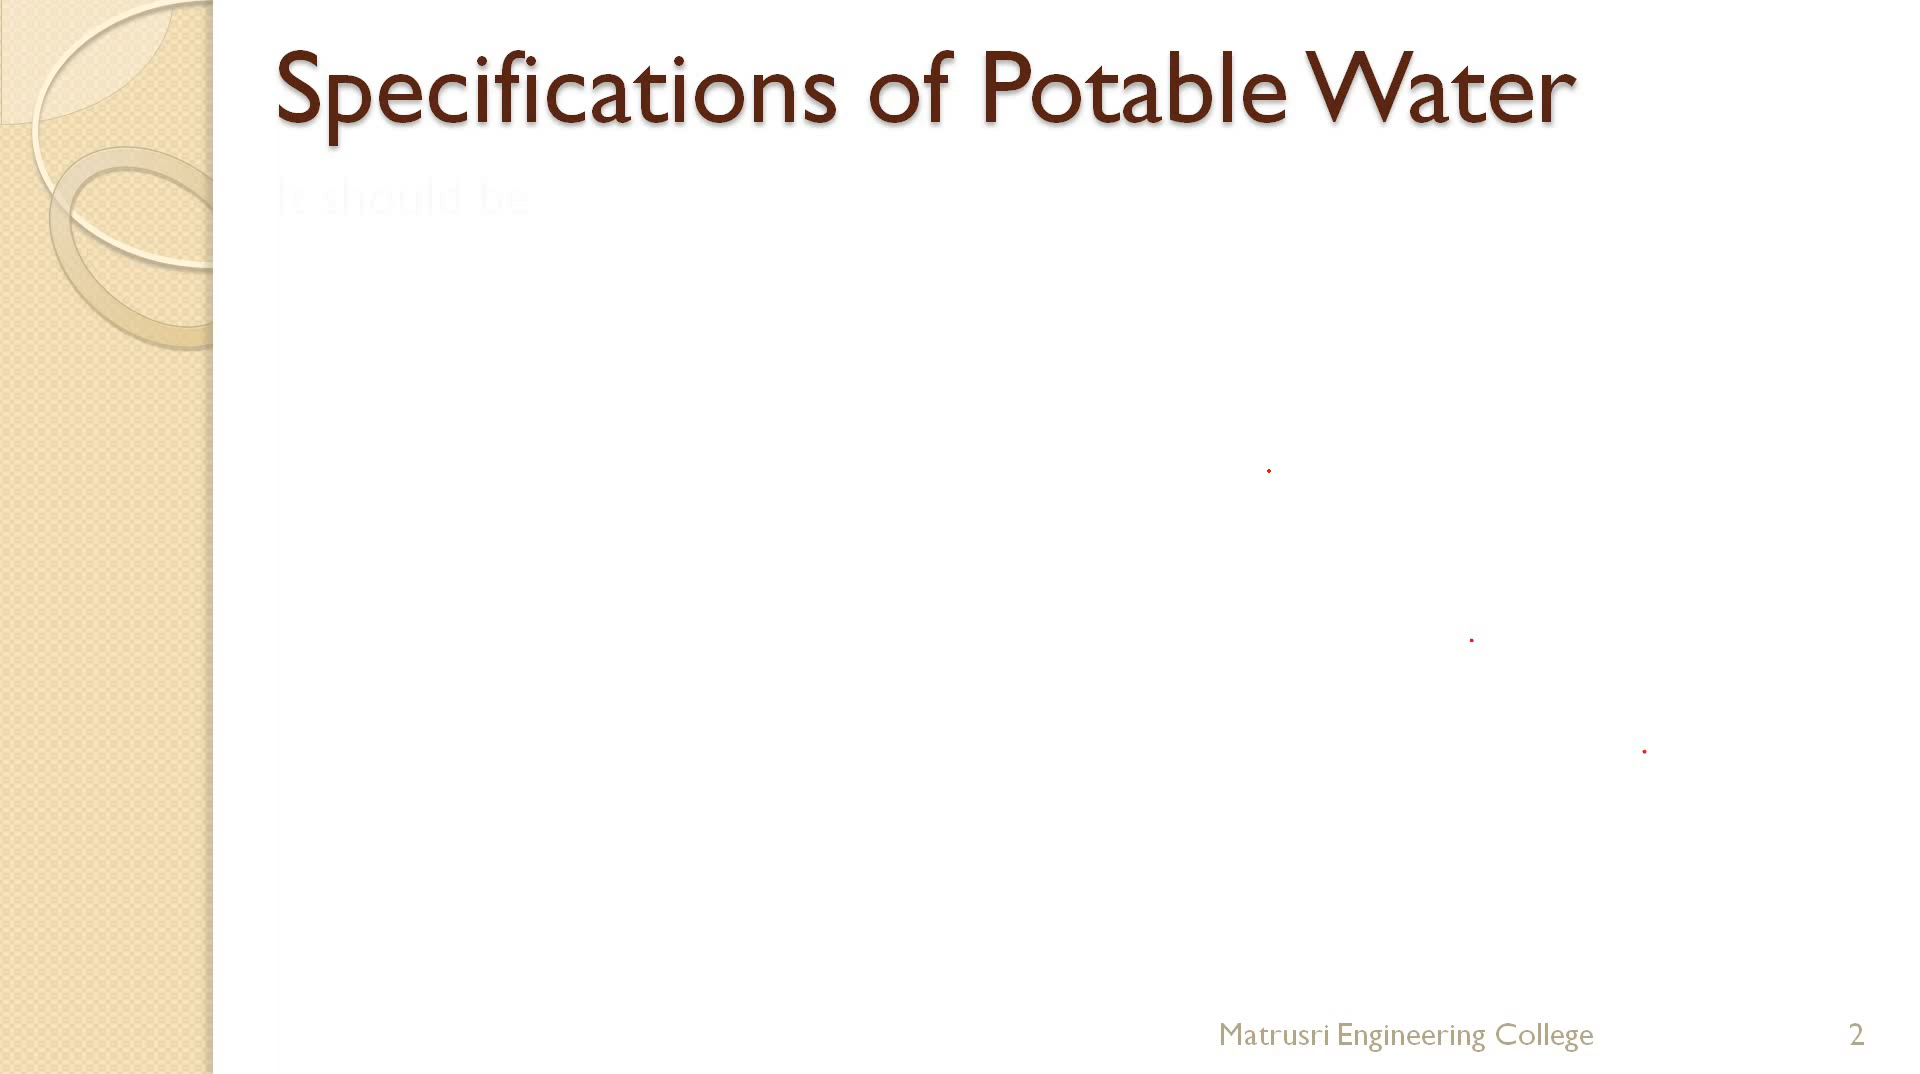 Specifications of Potable Water
It should be
Matrusri Engineering College
2